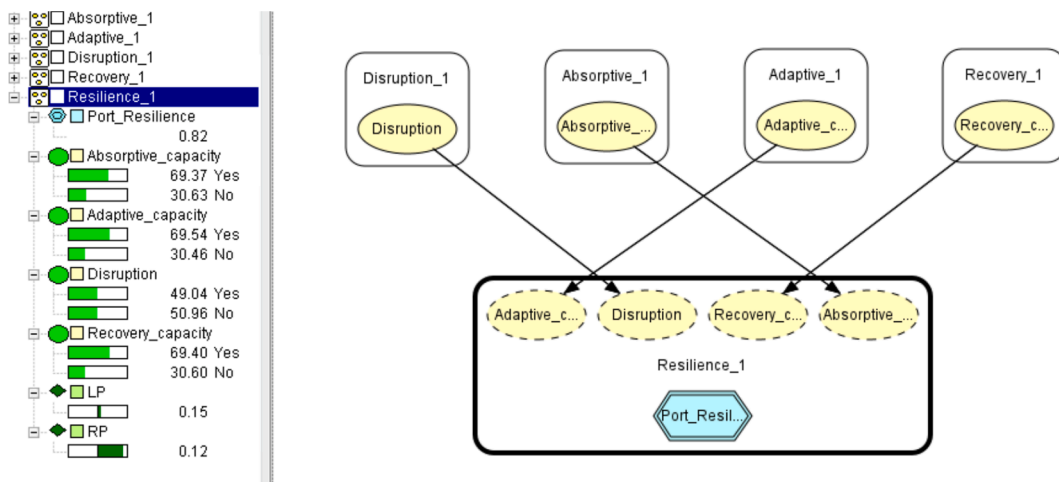 Absorptive_1
Adaptive_1
Disruption_1
Recovery_1
Resilience_1
Port_Resilience
0.82
Absorptive_capacity
69.37 Yes
30.63 No
Adaptive_capacity
69.54 Yes
30.46 No
Disruption
49.04 Yes
50.96 No
Recovery_capacity
69.40 Yes
30.60 No
LP
0.15
RP
0.12
Disruption_1
Disruption
Absorptive_1
Absorptive_...
Adaptive_1
Adaptive_c...
Recovery_1
Recovery_c...
Adaptive_c...
Disruption
Recovery_c...
Absorptive_...
Resilience_1
Port_Resil...